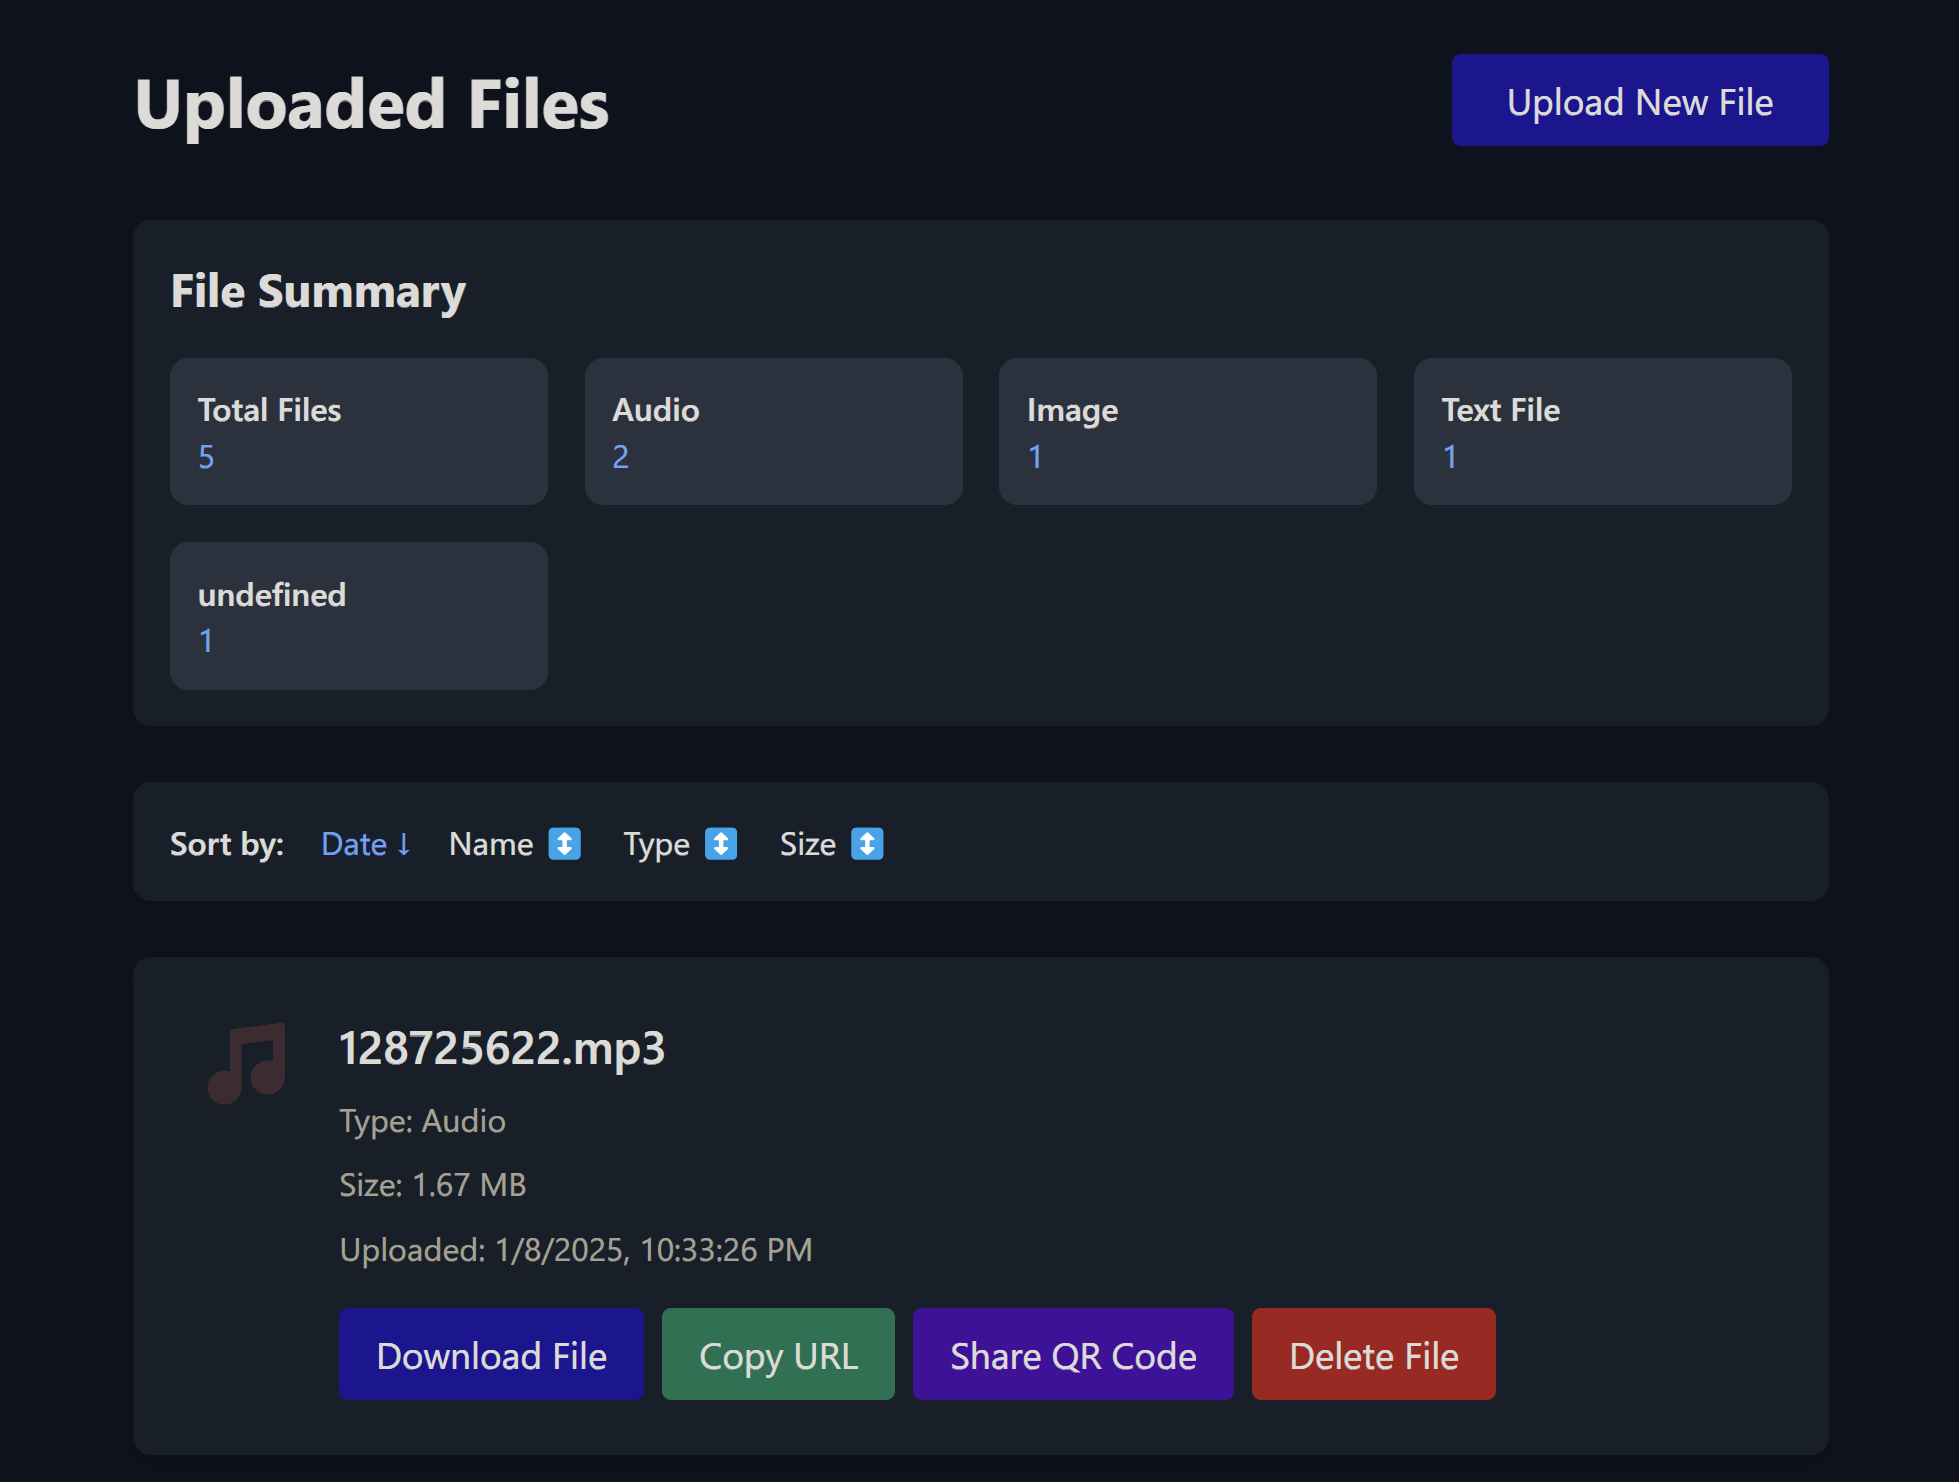 Uploaded Files
Upload New File
File Summary
Total Files
5
Audio
2
Image
1
Text File
1
undefined
1
Sort by: Date ↓ Name ↕️ Type ↕️ Size ↕️
128725622.mp3
Type: Audio
Size: 1.67 MB
Uploaded: 1/8/2025, 10:33:26 PM
Download File Copy URL Share QR Code Delete File